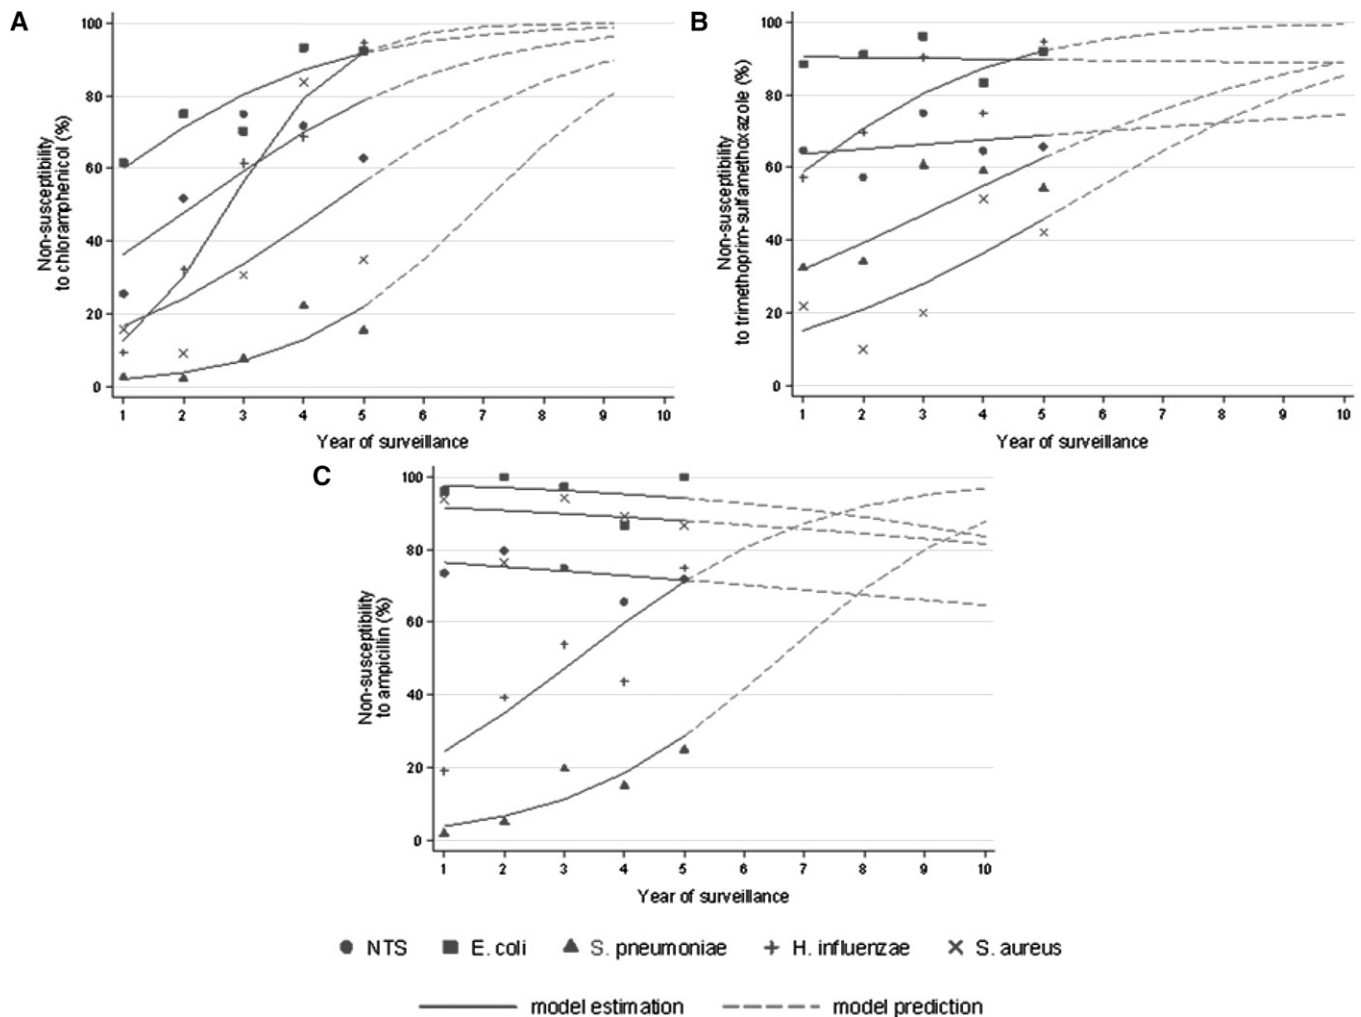 A
Non-susceptibility
to chloramphenicol (%)
100
80
60
40
20
0
1 2 3 4 5 6 7 8 9 10
Year of surveillance
B
Non-susceptibility
to trimethoprim-sulfamethoxazole (%)
100
80
60
40
20
0
1 2 3 4 5 6 7 8 9 10
Year of surveillance
C
Non-susceptibility
to ampicillin (%)
100
80
60
40
20
0
1 2 3 4 5 6 7 8 9 10
Year of surveillance
NTS E. coli S. pneumoniae H. influenzae S. aureus
model estimation model prediction